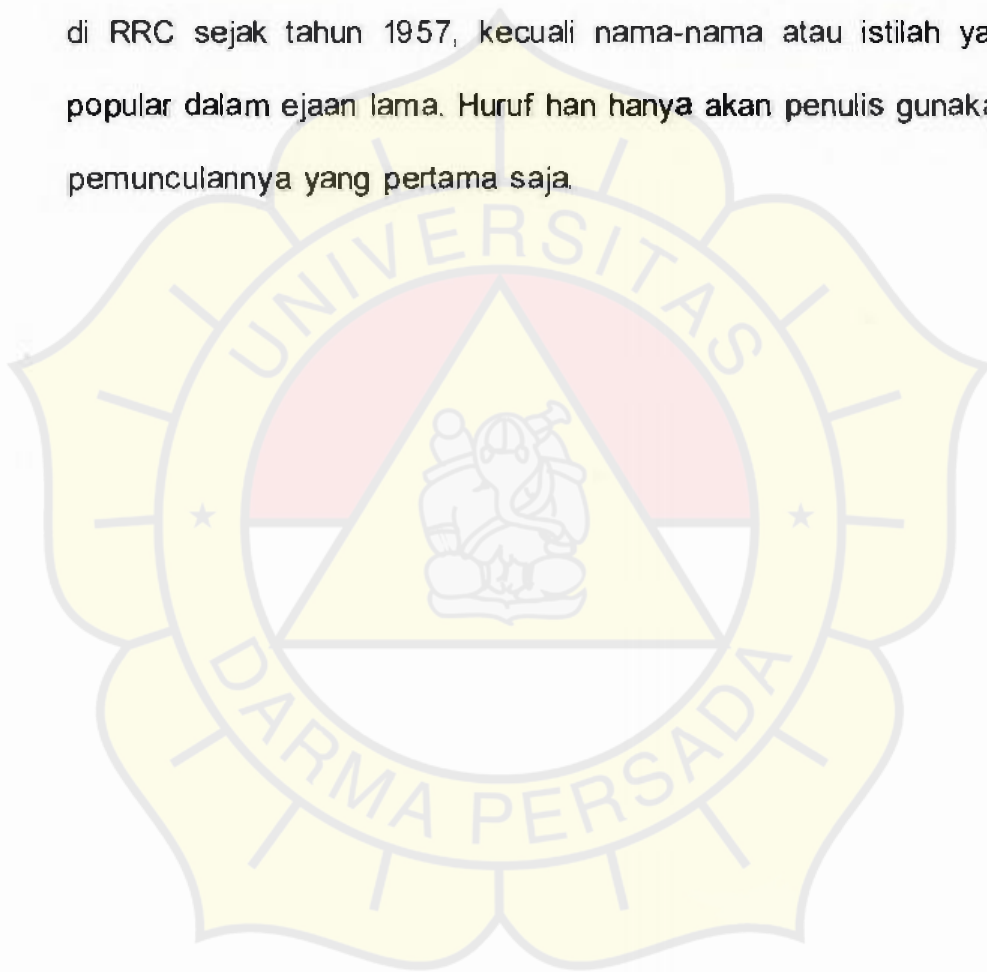 di RRC sejak tahun 1957, kecuali nama-nama atau istilah ya
popular dalam ejaan lama. Huruf han hanya akan penulis gunaka
pemunculannya yang pertama saja.
UNIVERSITAS
DARMA PERSADA